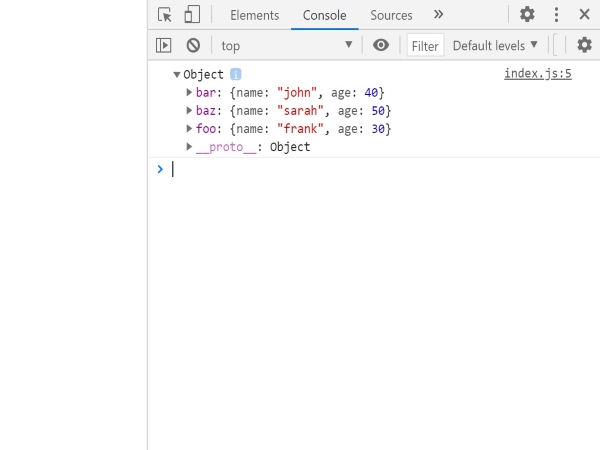 Elements Console Sources »
top Filter Default levels
Object i index.js:5
bar: {name: "john", age: 40}
baz: {name: "sarah", age: 50}
foo: {name: "frank", age: 30}
__proto__: Object